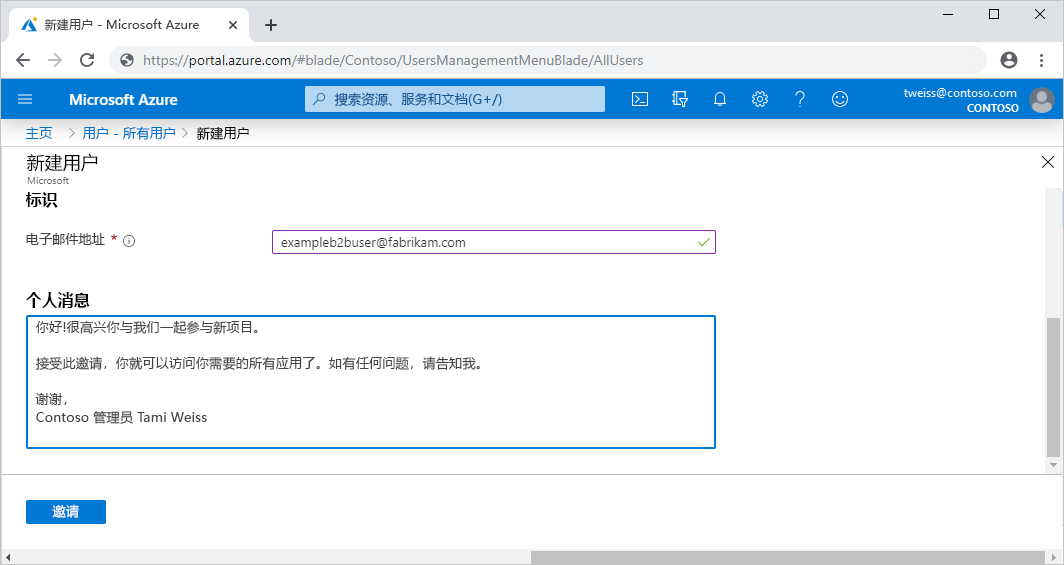 新建用户 - Microsoft Azure
https://portal.azure.com/#blade/Contoso/UsersManagementMenuBlade/AllUsers
Microsoft Azure
搜索资源、服务和文档(G+/)
tweiss@contoso.com
CONTOSO
主页 > 用户 - 所有用户 > 新建用户
新建用户
Microsoft
标识
电子邮件地址 *
exampleb2buser@fabrikam.com
个人消息
你好!很高兴你与我们一起参与新项目。
接受此邀请，你就可以访问你需要的所有应用了。如有任何问题，请告知我。
谢谢，
Contoso 管理员 Tami Weiss
邀请